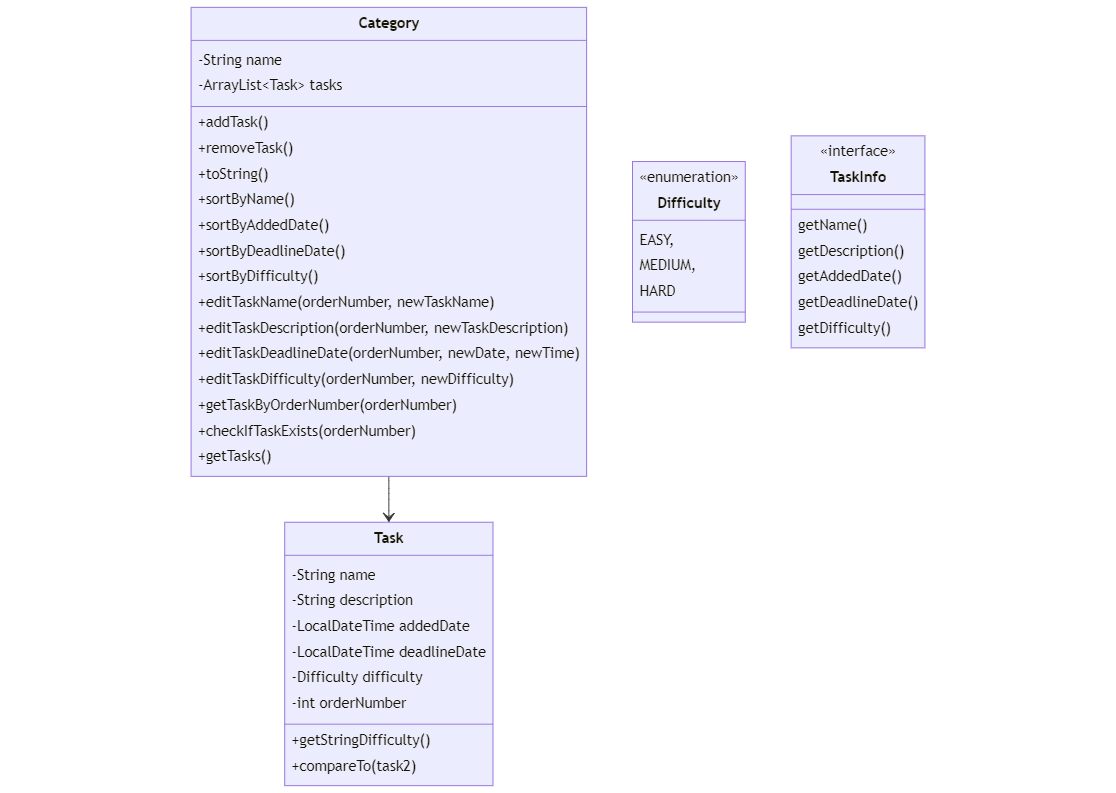 Category
-String name
-ArrayList<Task> tasks
+addTask()
+removeTask()
+toString()
+sortByName()
+sortByAddedDate()
+sortByDeadlineDate()
+sortByDifficulty()
+editTaskName(orderNumber, newTaskName)
+editTaskDescription(orderNumber, newTaskDescription)
+editTaskDeadlineDate(orderNumber, newDate, newTime)
+editTaskDifficulty(orderNumber, newDifficulty)
+getTaskByOrderNumber(orderNumber)
+checkIfTaskExists(orderNumber)
+getTasks()
«enumeration»
Difficulty
EASY,
MEDIUM,
HARD
«interface»
TaskInfo
getName()
getDescription()
getAddedDate()
getDeadlineDate()
getDifficulty()
Task
-String name
-String description
-LocalDateTime addedDate
-LocalDateTime deadlineDate
-Difficulty difficulty
-int orderNumber
+getStringDifficulty()
+compareTo(task2)